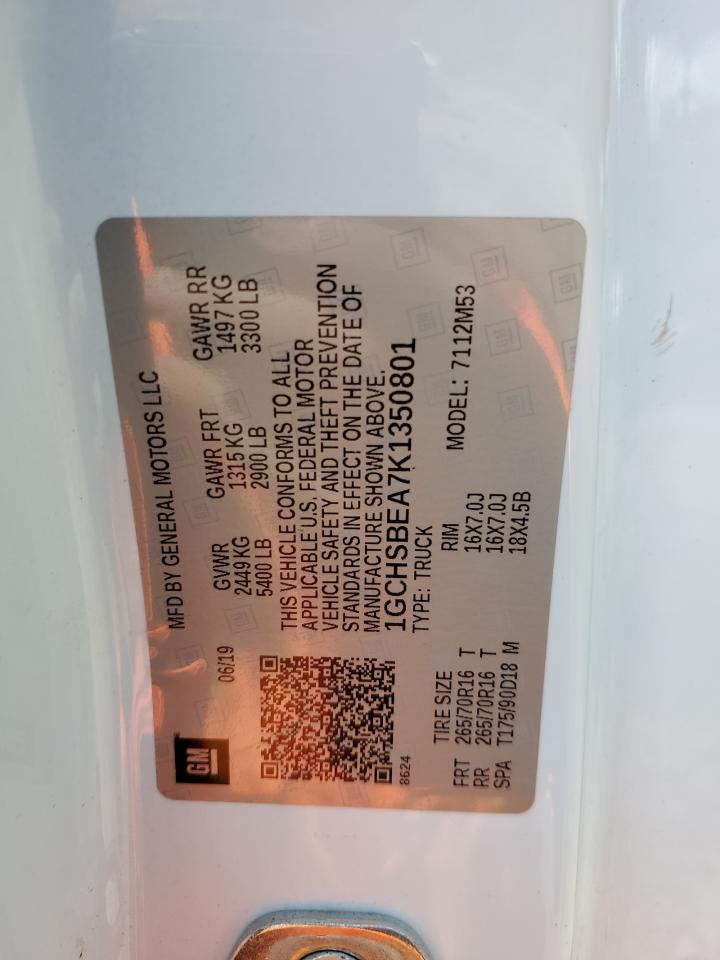 GM
06/19
MFD BY GENERAL MOTORS LLC
GVWR GAWR FRT GAWR RR
2449 KG 1315 KG 1497 KG
5400 LB 2900 LB 3300 LB
THIS VEHICLE CONFORMS TO ALL
APPLICABLE U.S. FEDERAL MOTOR
VEHICLE SAFETY AND THEFT PREVENTION
STANDARDS IN EFFECT ON THE DATE OF
MANUFACTURE SHOWN ABOVE.
1GCHSBEA7K1350801
8624
TYPE: TRUCK
MODEL: 7112M53
TIRE SIZE RIM
FRT 265/70R16 T 16X7.0J
RR 265/70R16 T 16X7.0J
SPA T175/90D18 M 18X4.5B